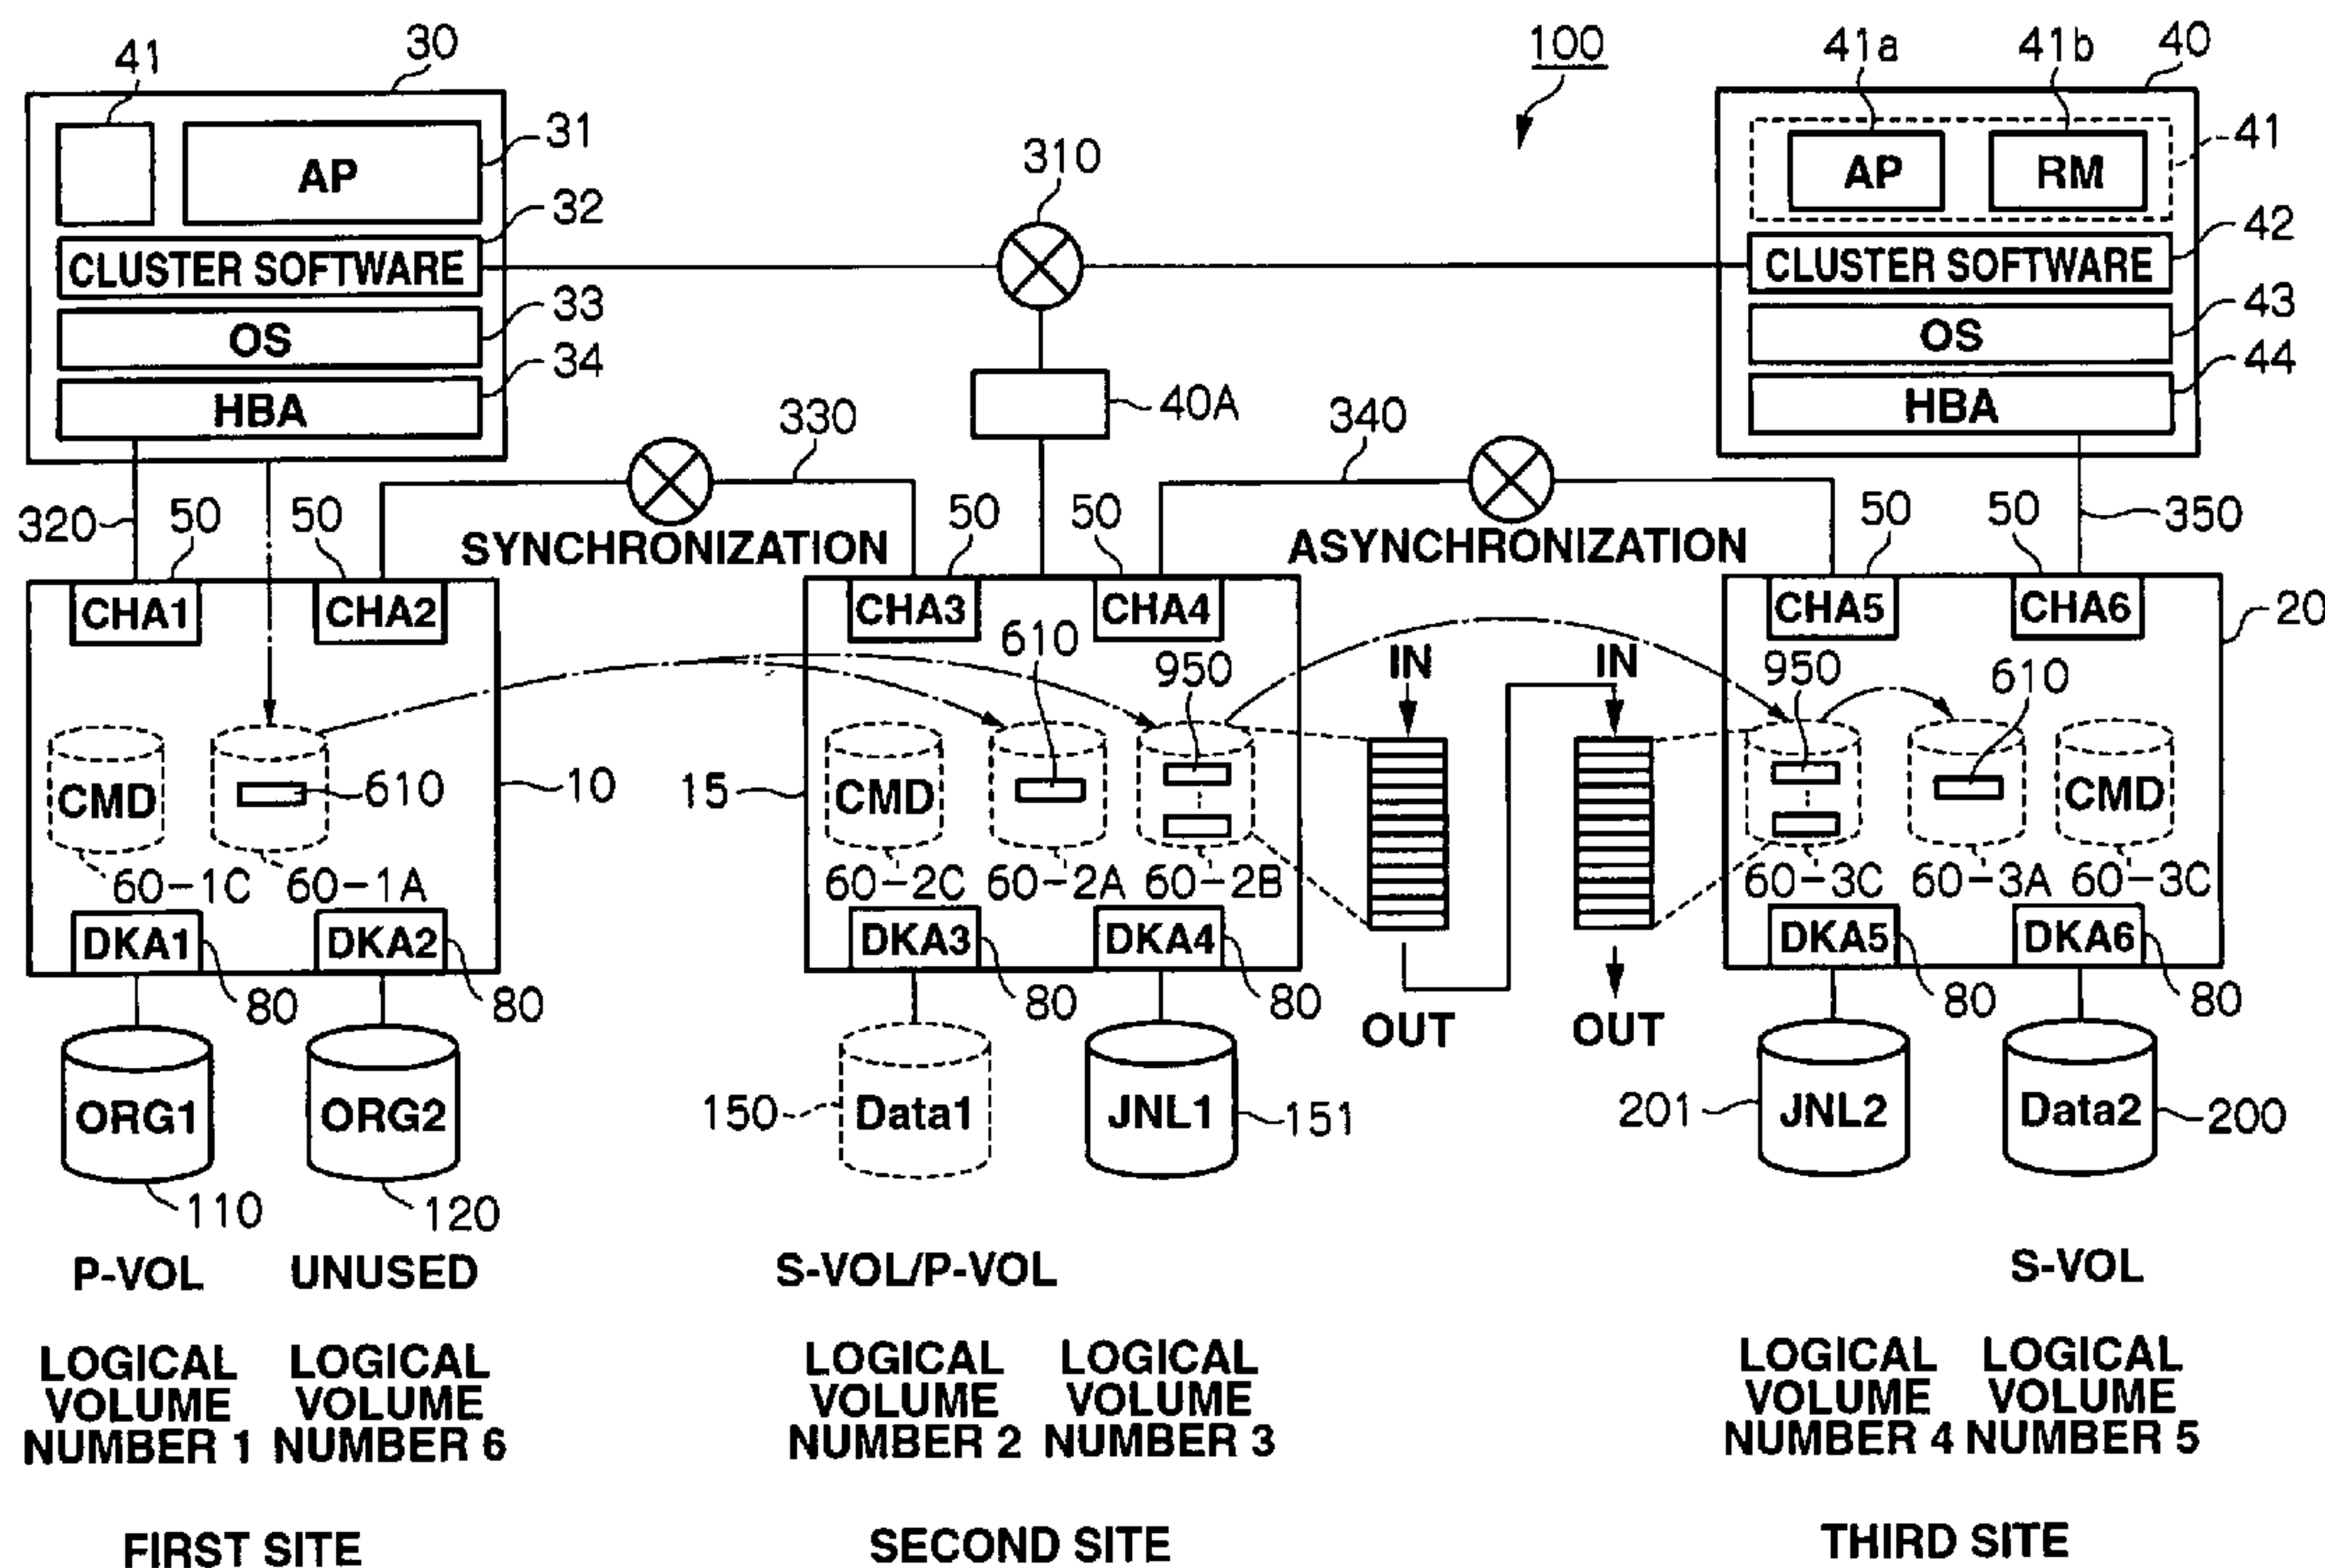 41
30
100
41a
41b
40
AP
31
310
AP
RM
41
32
42
CLUSTER SOFTWARE
CLUSTER SOFTWARE
33
43
OS
OS
34
44
HBA
40A
HBA
330
340
320
50
50
50
50
50
50
350
SYNCHRONIZATION
ASYNCHRONIZATION
CHA1
CHA2
CHA3
CHA4
CHA5
CHA6
20
610
950
IN
IN
950
610
CMD
610
10
15
CMD
CMD
60-1C
60-1A
60-2C
60-2A
60-2B
60-3C
60-3A
60-3C
DKA1
DKA2
DKA3
DKA4
DKA5
DKA6
80
80
80
80
80
80
OUT
OUT
ORG1
ORG2
150
Data1
JNL1
151
201
JNL2
Data2
200
110
120
P-VOL
UNUSED
S-VOL/P-VOL
S-VOL
LOGICAL
VOLUME
NUMBER 1
LOGICAL
VOLUME
NUMBER 6
LOGICAL
VOLUME
NUMBER 2
LOGICAL
VOLUME
NUMBER 3
LOGICAL
VOLUME
NUMBER 4
LOGICAL
VOLUME
NUMBER 5
FIRST SITE
SECOND SITE
THIRD SITE